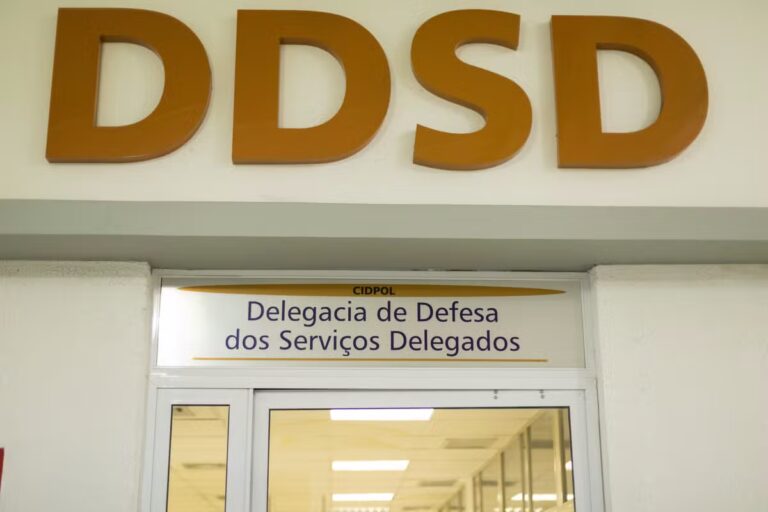 DDSD
CIDPOL
Delegacia de Defesa
dos Serviços Delegados